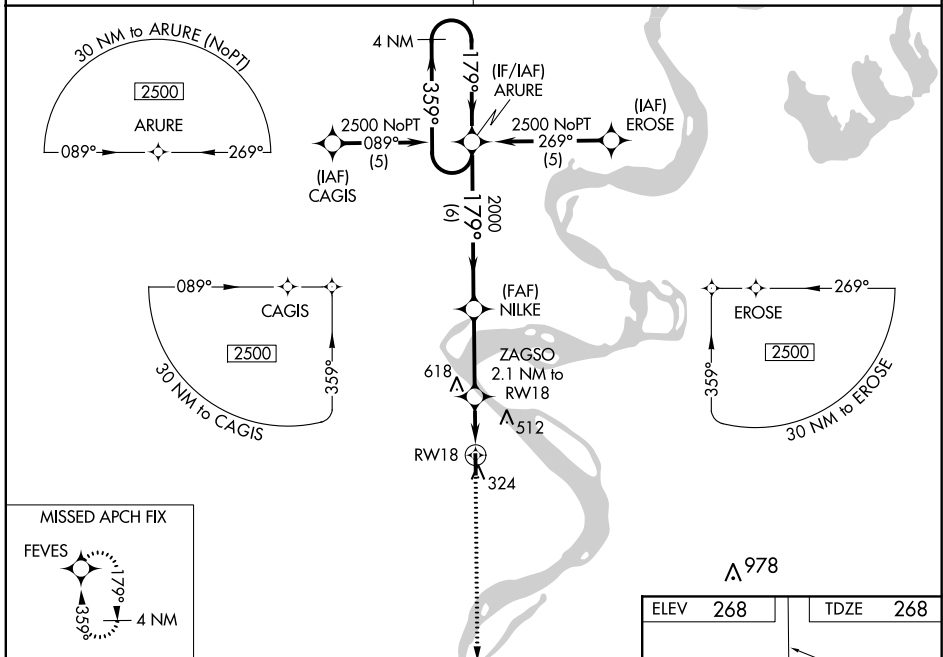 30 NM to ARURE (NoPT)
2500
ARURE
089°
269°
4 NM
359°
179°
(IF/IAF)
ARURE
2500 NoPT
089°
(5)
(IAF)
CAGIS
2500 NoPT
269°
(5)
(IAF)
EROSE
2000
179°
(6)
089°
CAGIS
2500
359°
30 NM to CAGIS
(FAF)
NILKE
269°
EROSE
2500
359°
30 NM to EROSE
618
ZAGSO
2.1 NM to
RW18
512
RW18
324
MISSED APCH FIX
FEVES
179°
359°
4 NM
978
ELEV 268
TDZE 268